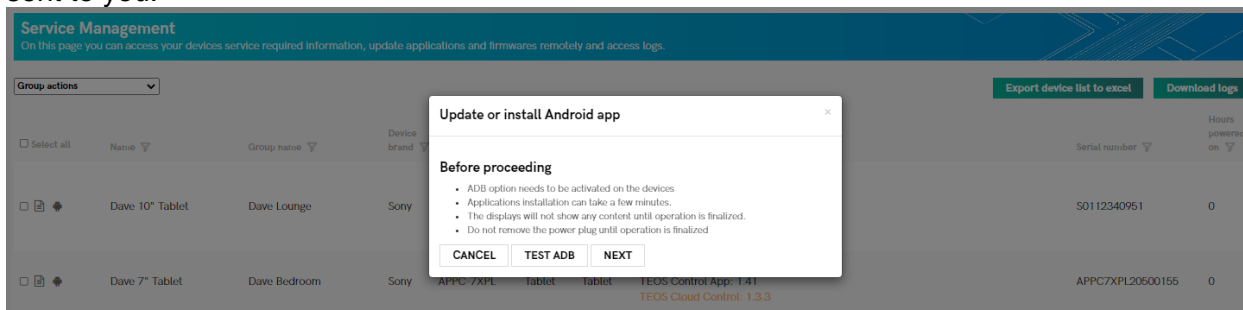 sent to you.
Service Management
On this page you can access your devices service required information, update applications and firmwares remotely and access logs.
Group actions
Export device list to excel
Download logs
Update or install Android app
×
Select all
Name
Group name
Device brand
Serial number
Hours powered on
Before proceeding
• ADB option needs to be activated on the devices
• Applications installation can take a few minutes.
• The displays will not show any content until operation is finalized.
• Do not remove the power plug until operation is finalized
CANCEL TEST ADB NEXT
Dave 10" Tablet Dave Lounge Sony S0112340951 0
Dave 7" Tablet Dave Bedroom Sony APPC-7XPL Tablet Tablet TEOS Control App: 1.41 APPC7XPL20500155 0
TEOS Cloud Control: 1.3.3